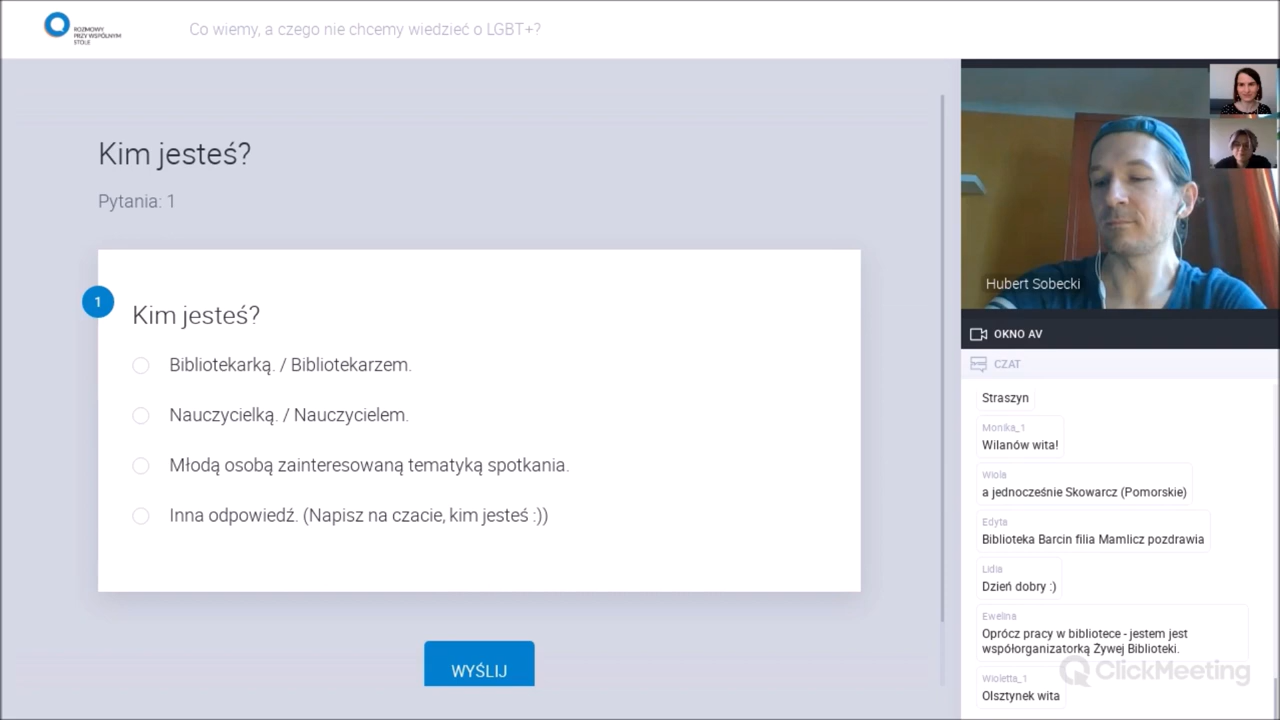 ROZMOWY
PRZY WSPÓLNYM
STOLE
Co wiemy, a czego nie chcemy wiedzieć o LGBT+?
Kim jesteś?
Pytania: 1
1
Kim jesteś?
Bibliotekarką. / Bibliotekarzem.
Nauczycielką. / Nauczycielem.
Młodą osobą zainteresowaną tematyką spotkania.
Inna odpowiedź. (Napisz na czacie, kim jesteś :))
WYŚLIJ
Hubert Sobecki
OKNO AV
CZAT
Straszyn
Monika_1
Wilanów wita!
Wiola
a jednocześnie Skowarcz (Pomorskie)
Edyta
Biblioteka Barcin filia Mamlicz pozdrawia
Lidia
Dzień dobry :)
Ewelina
Oprócz pracy w bibliotece - jestem jest
współorganizatorką Żywej Biblioteki.
Wioletta_1
Olsztynek wita
ClickMeeting